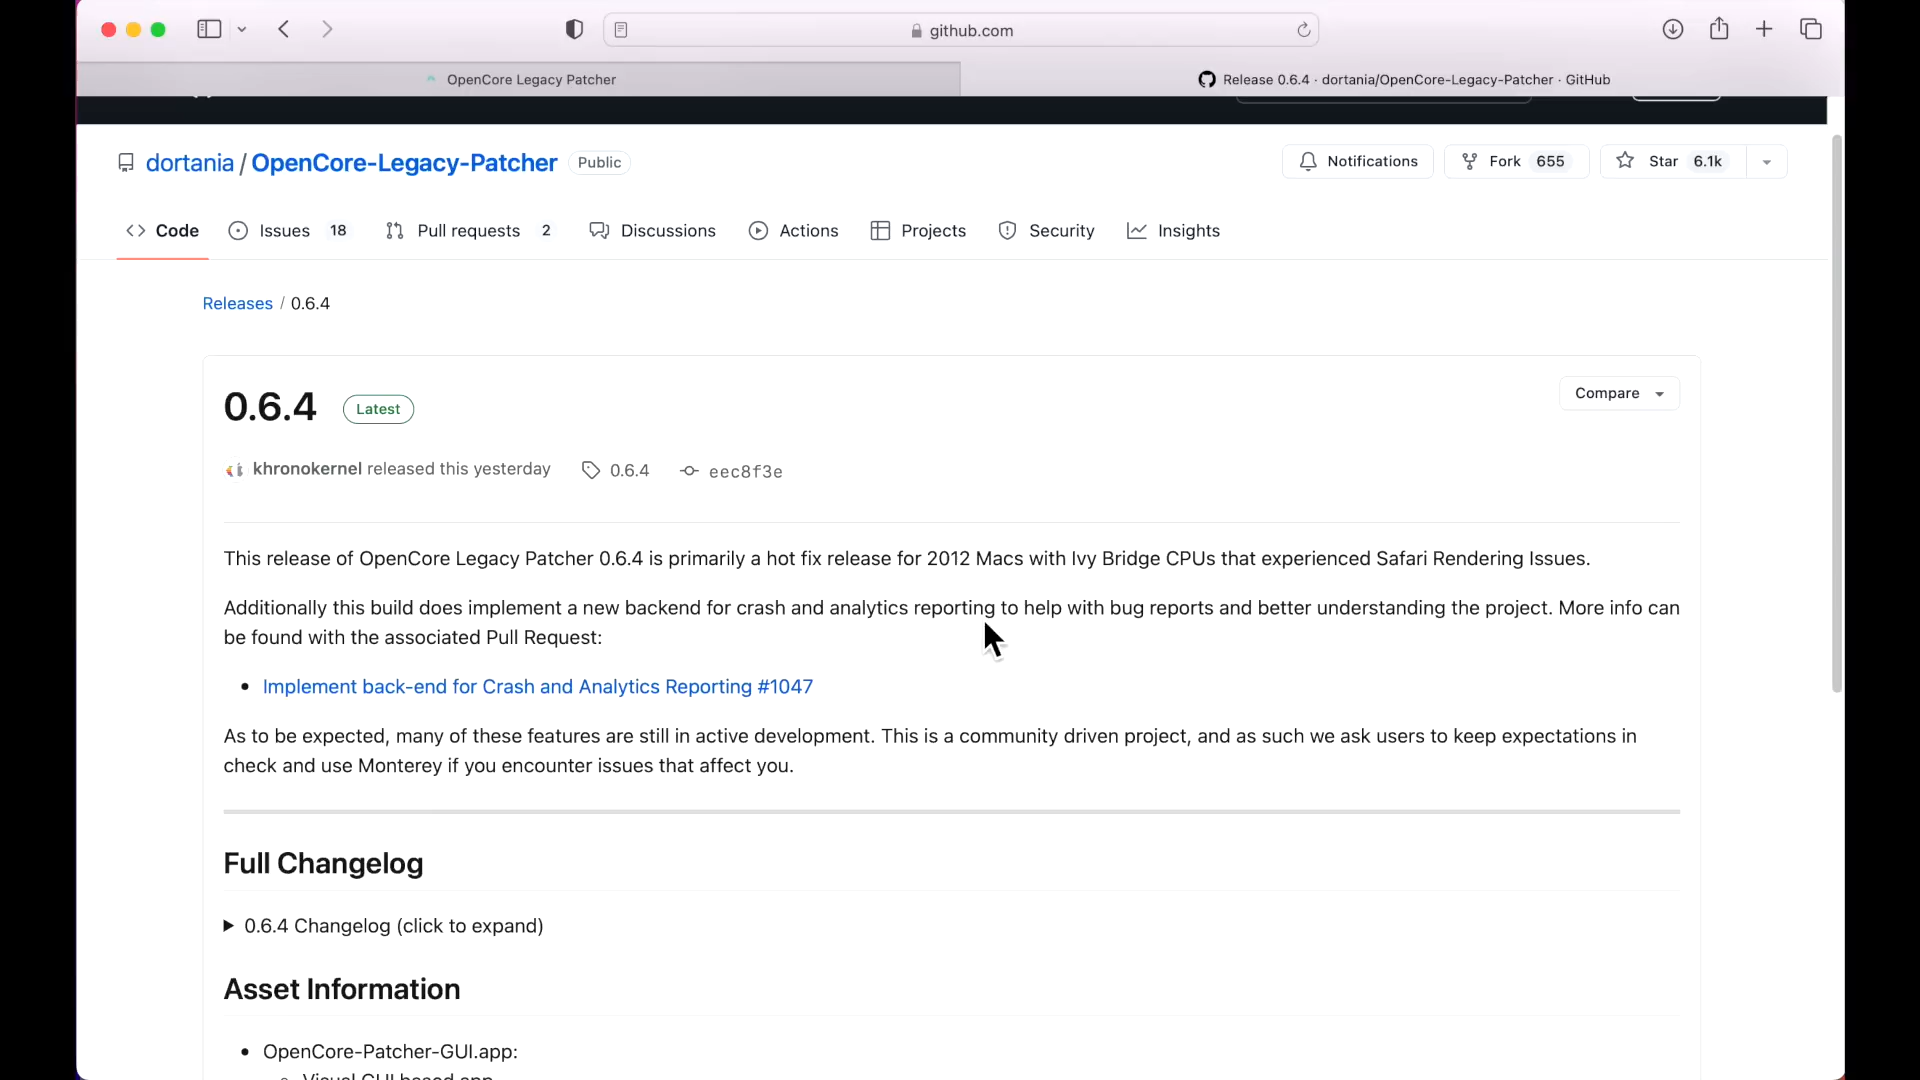 github.com
OpenCore Legacy Patcher
Release 0.6.4 · dortania/OpenCore-Legacy-Patcher · GitHub
dortania / OpenCore-Legacy-Patcher Public
Notifications Fork 655 Star 6.1k
Code Issues 18 Pull requests 2 Discussions Actions Projects Security Insights
Releases / 0.6.4
0.6.4 Latest
Compare
khronokernel released this yesterday 0.6.4 eec8f3e
This release of OpenCore Legacy Patcher 0.6.4 is primarily a hot fix release for 2012 Macs with Ivy Bridge CPUs that experienced Safari Rendering Issues.
Additionally this build does implement a new backend for crash and analytics reporting to help with bug reports and better understanding the project. More info can
be found with the associated Pull Request:
• Implement back-end for Crash and Analytics Reporting #1047
As to be expected, many of these features are still in active development. This is a community driven project, and as such we ask users to keep expectations in
check and use Monterey if you encounter issues that affect you.
Full Changelog
0.6.4 Changelog (click to expand)
Asset Information
• OpenCore-Patcher-GUI.app:
Visual GUI based app